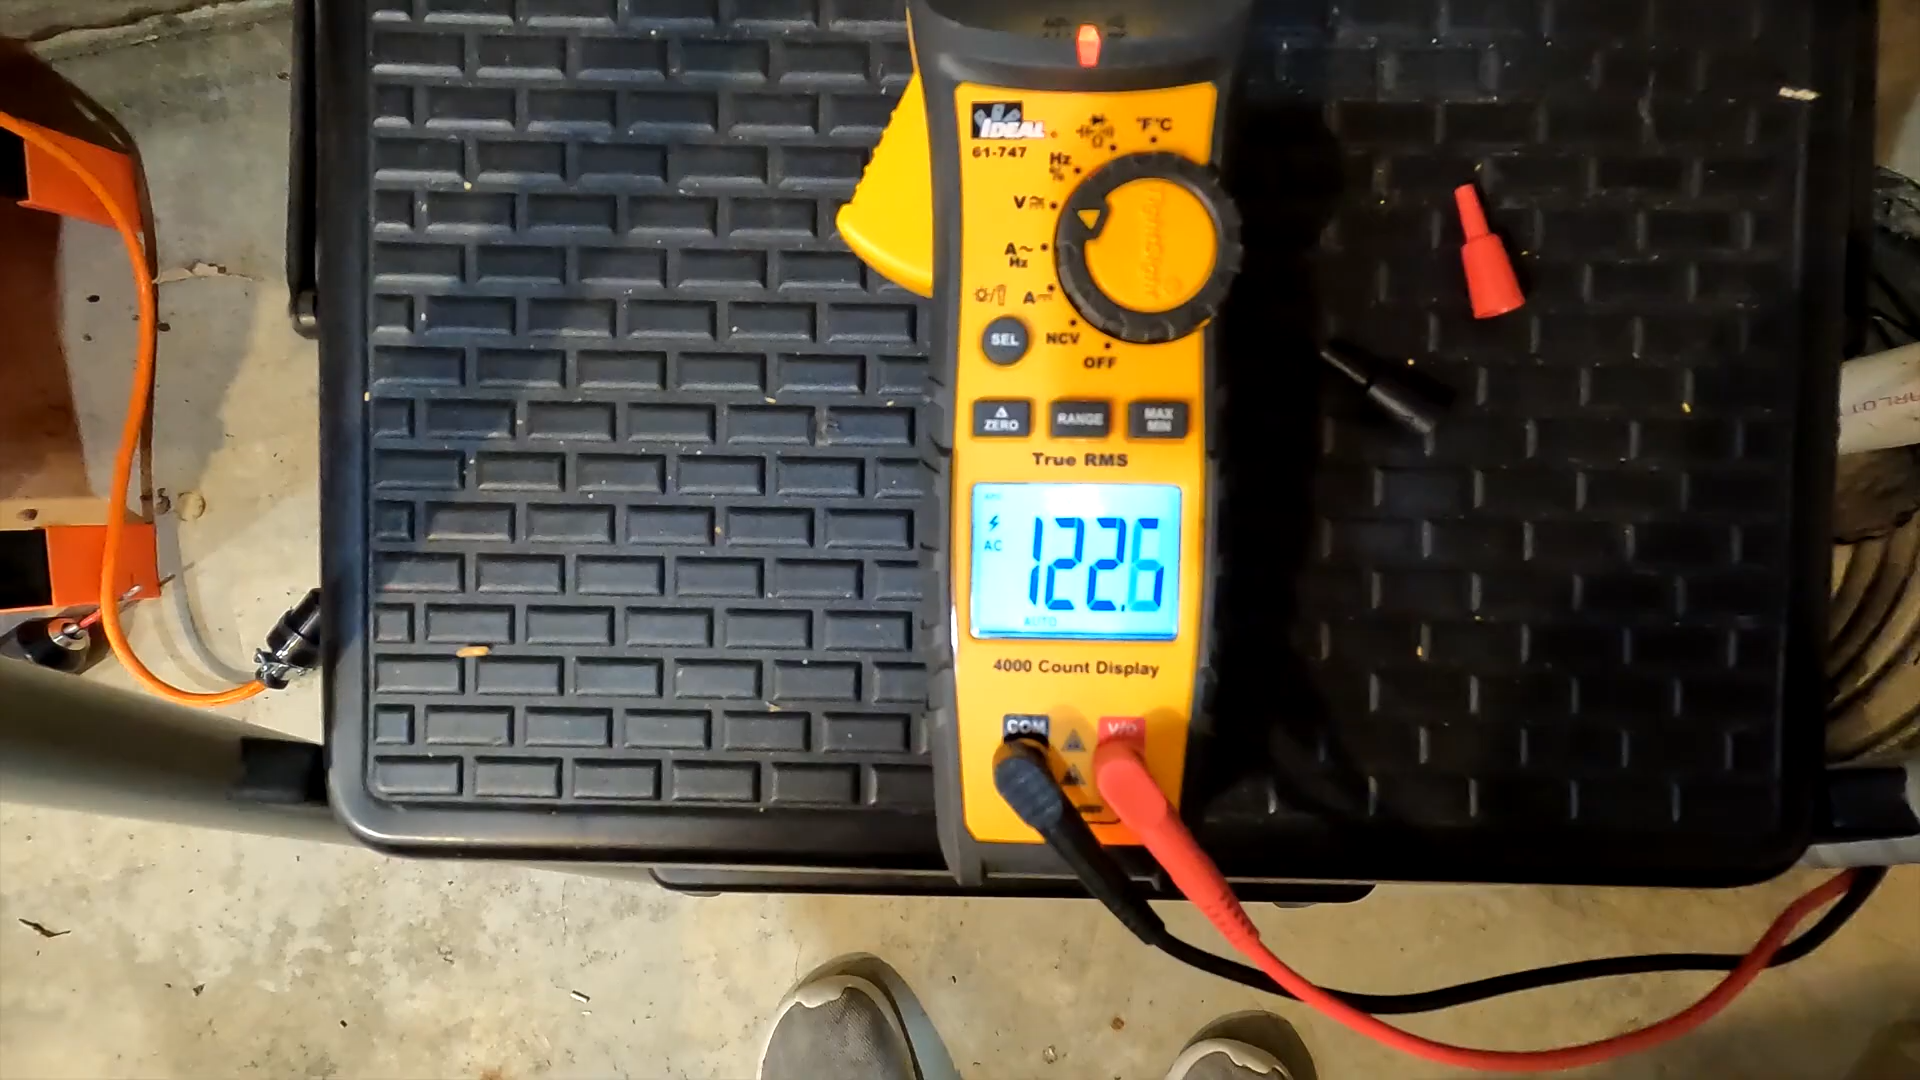 IDEAL
61-747
°F°C
Ω
Hz
%
V
A~
Hz
A
SEL
NCV
OFF
TightSight
Δ
ZERO
RANGE
MAX
MIN
True RMS
AC
122.6
AUTO
4000 Count Display
COM
V/Ω